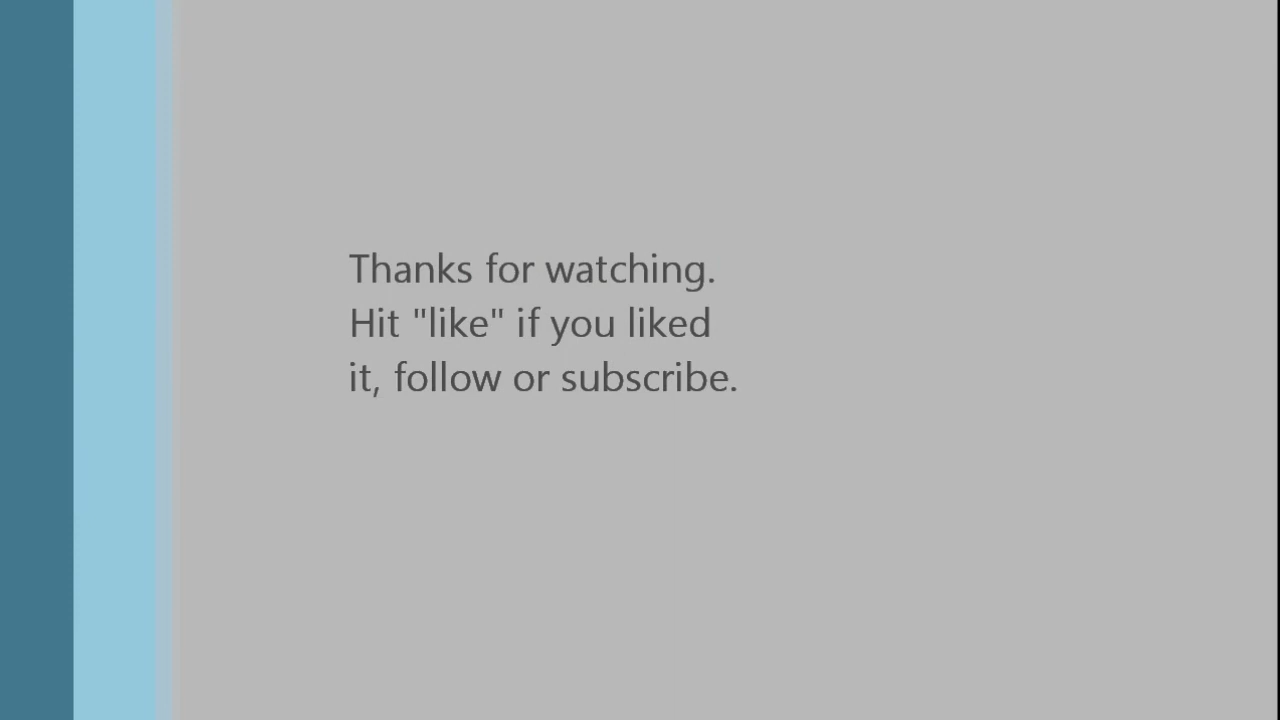 Thanks for watching.
Hit "like" if you liked
it, follow or subscribe.